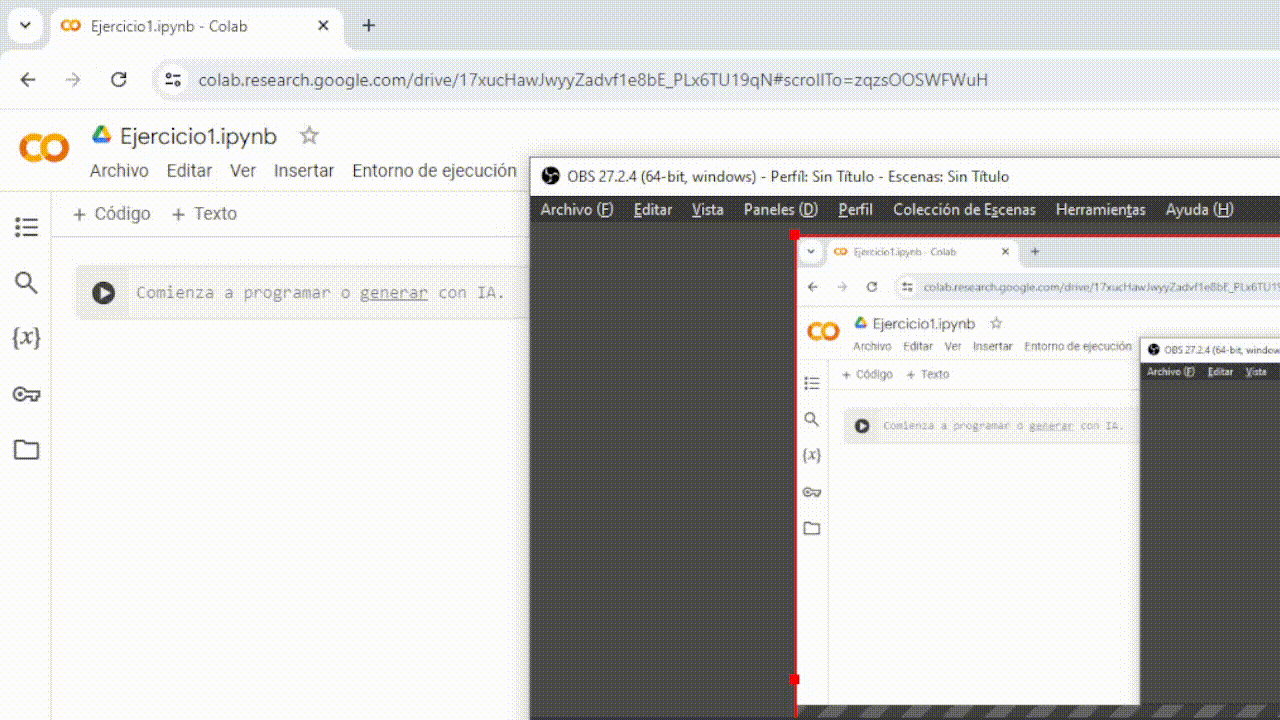 Ejercicio1.ipynb - Colab
colab.research.google.com/drive/17xucHawJwyyZadvf1e8bE_PLx6TU19qN#scrollTo=zqzsOOSWFWuH
Ejercicio1.ipynb
Archivo Editar Ver Insertar Entorno de ejecución
+ Código + Texto
Comienza a programar o generar con IA.
OBS 27.2.4 (64-bit, windows) - Perfil: Sin Título - Escenas: Sin Título
Archivo (F) Editar Vista Paneles (D) Perfil Colección de Escenas Herramientas Ayuda (H)
Ejercicio1.ipynb - Colab
colab.research.google.com/drive/17xucHawJwyyZadvf1e8bE_PLx6TU19
Ejercicio1.ipynb
Archivo Editar Ver Insertar Entorno de ejecución
+ Código + Texto
Comienza a programar o generar con IA.
OBS 27.2.4 (64-bit, window
Archivo (F) Editar Vista